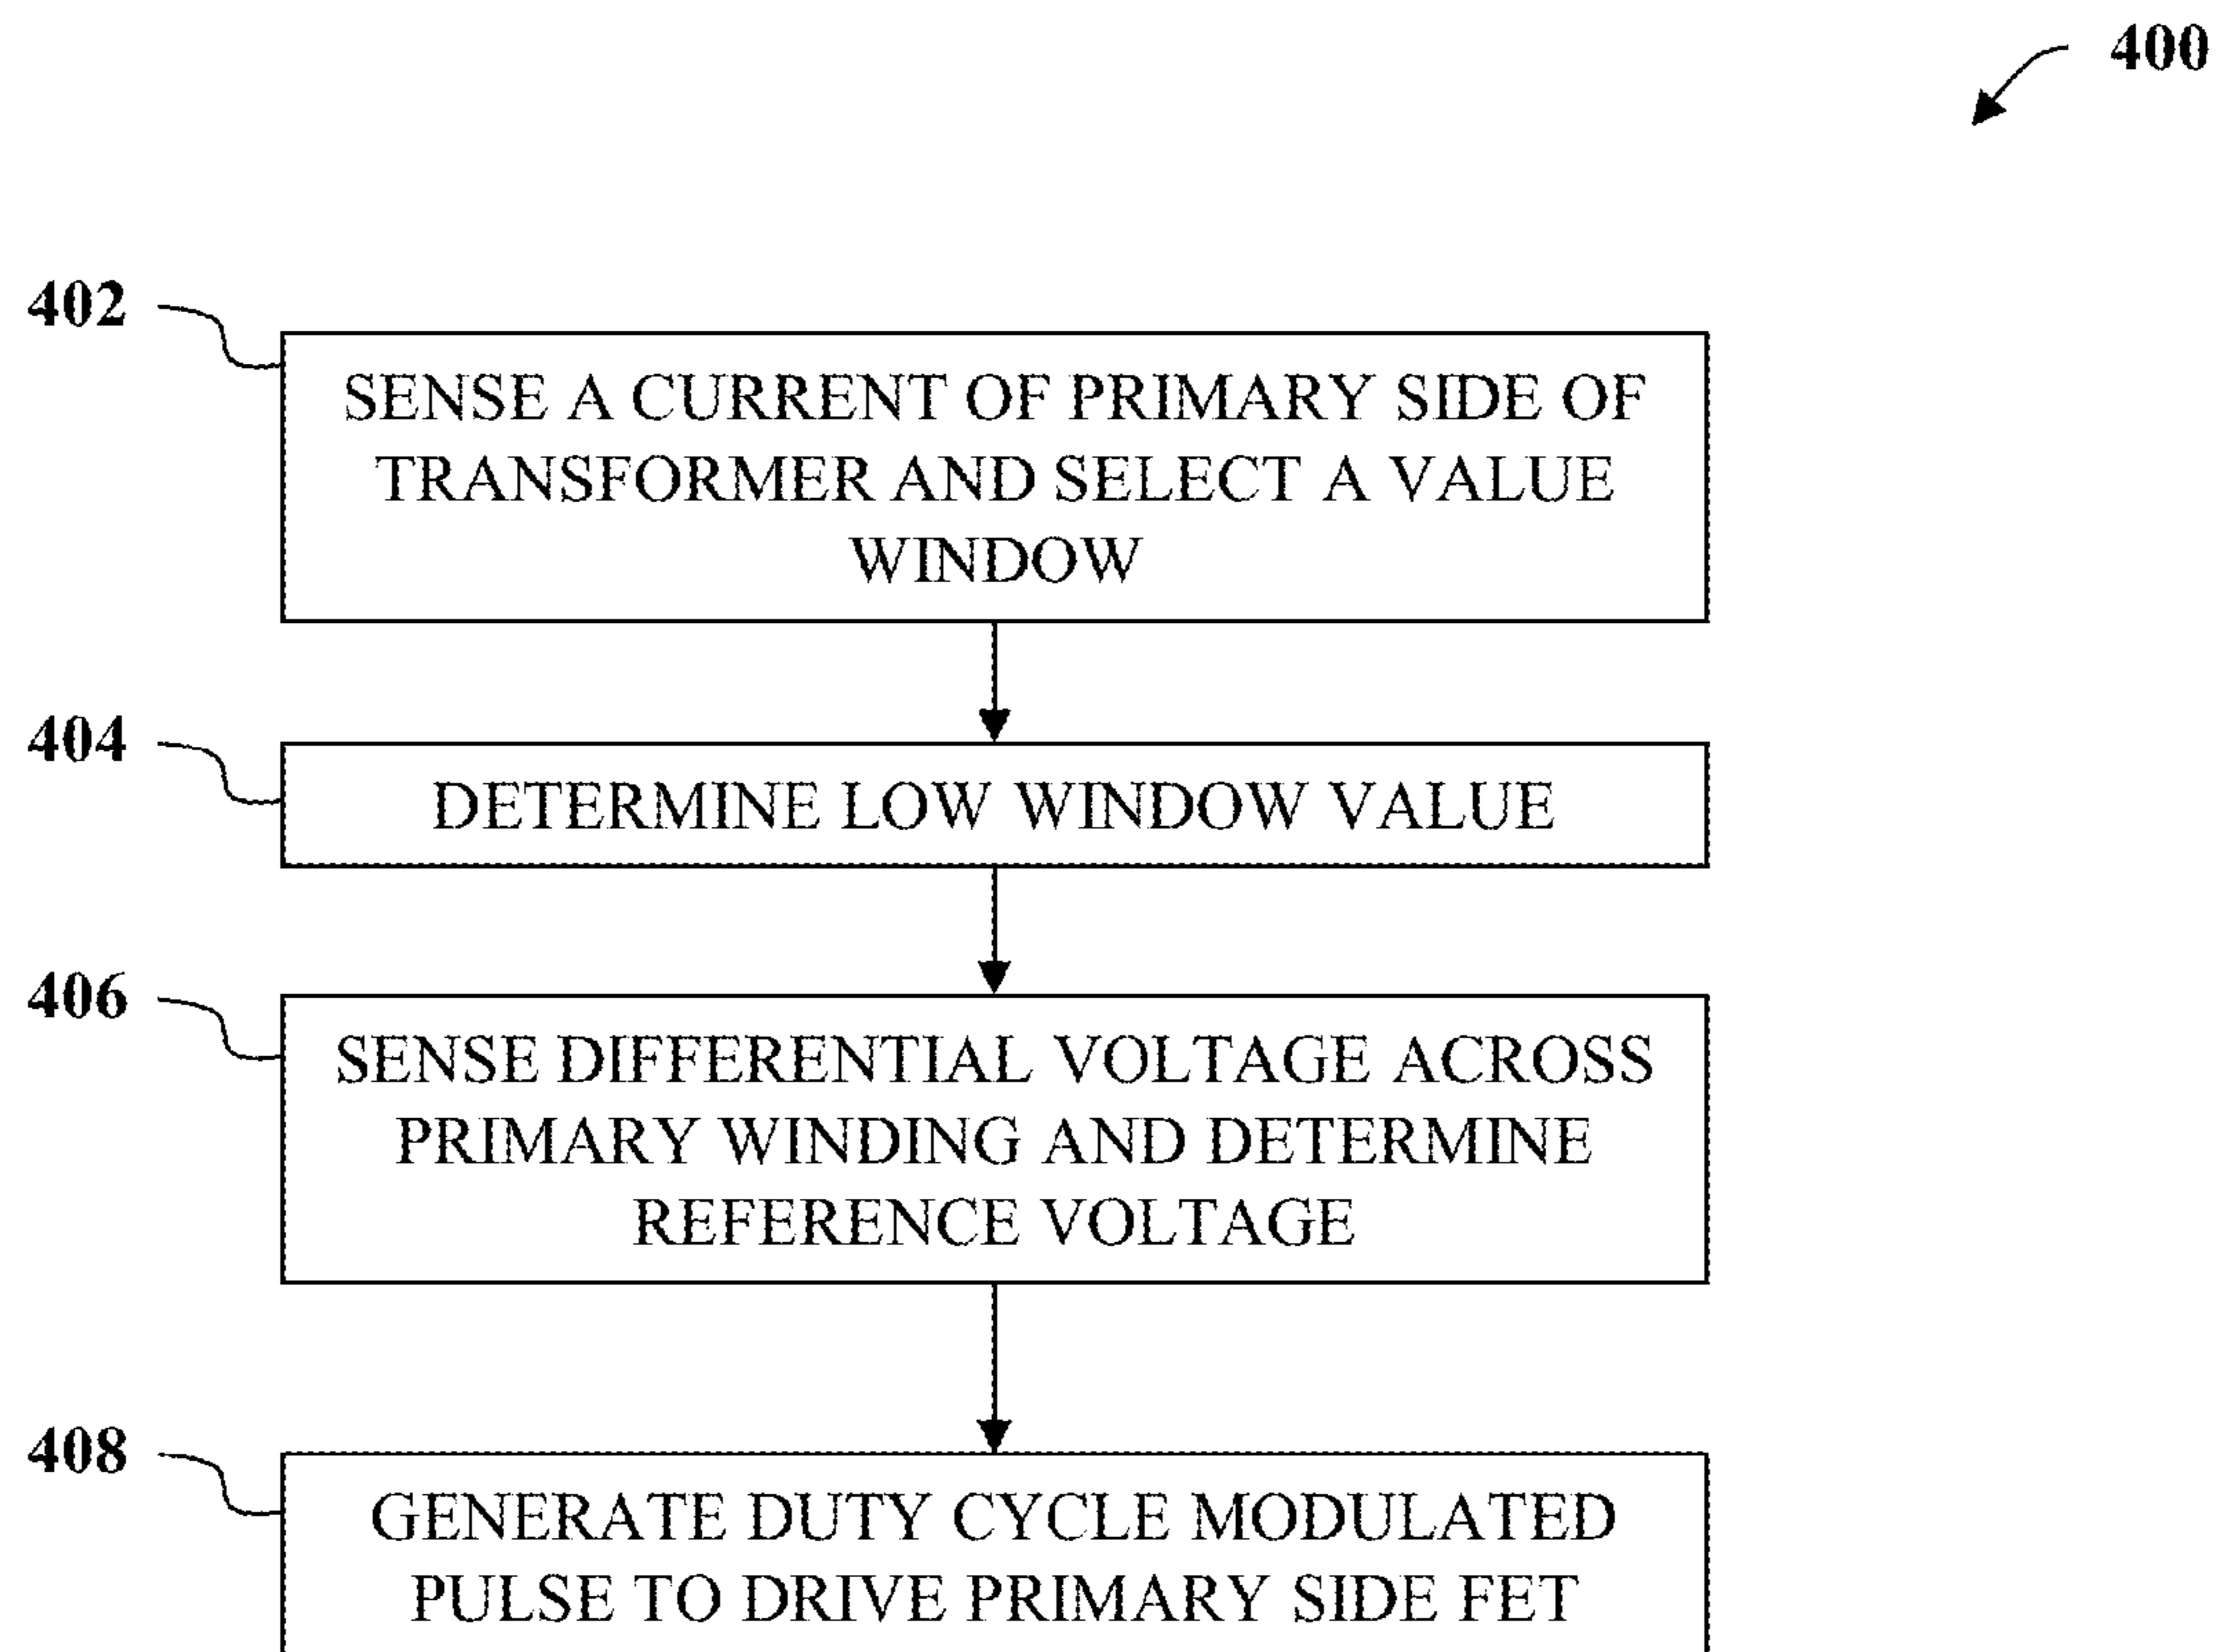 400
402
SENSE A CURRENT OF PRIMARY SIDE OF
TRANSFORMER AND SELECT A VALUE
WINDOW
404
DETERMINE LOW WINDOW VALUE
406
SENSE DIFFERENTIAL VOLTAGE ACROSS
PRIMARY WINDING AND DETERMINE
REFERENCE VOLTAGE
408
GENERATE DUTY CYCLE MODULATED
PULSE TO DRIVE PRIMARY SIDE FET